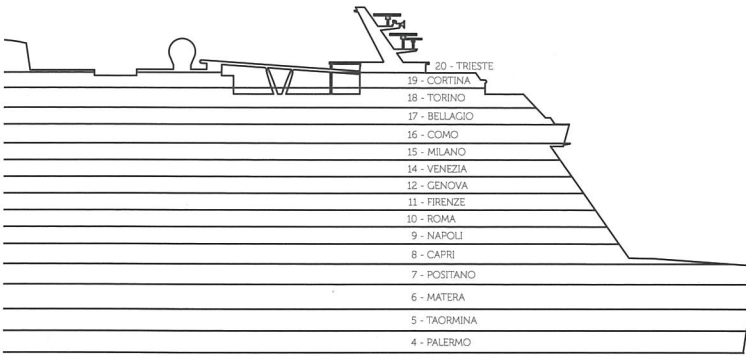 20 - TRIESTE
19 - CORTINA
18 - TORINO
17 - BELLAGIO
16 - COMO
15 - MILANO
14 - VENEZIA
12 - GENOVA
11 - FIRENZE
10 - ROMA
9 - NAPOLI
8 - CAPRI
7 - POSITANO
6 - MATERA
5 - TAORMINA
4 - PALERMO